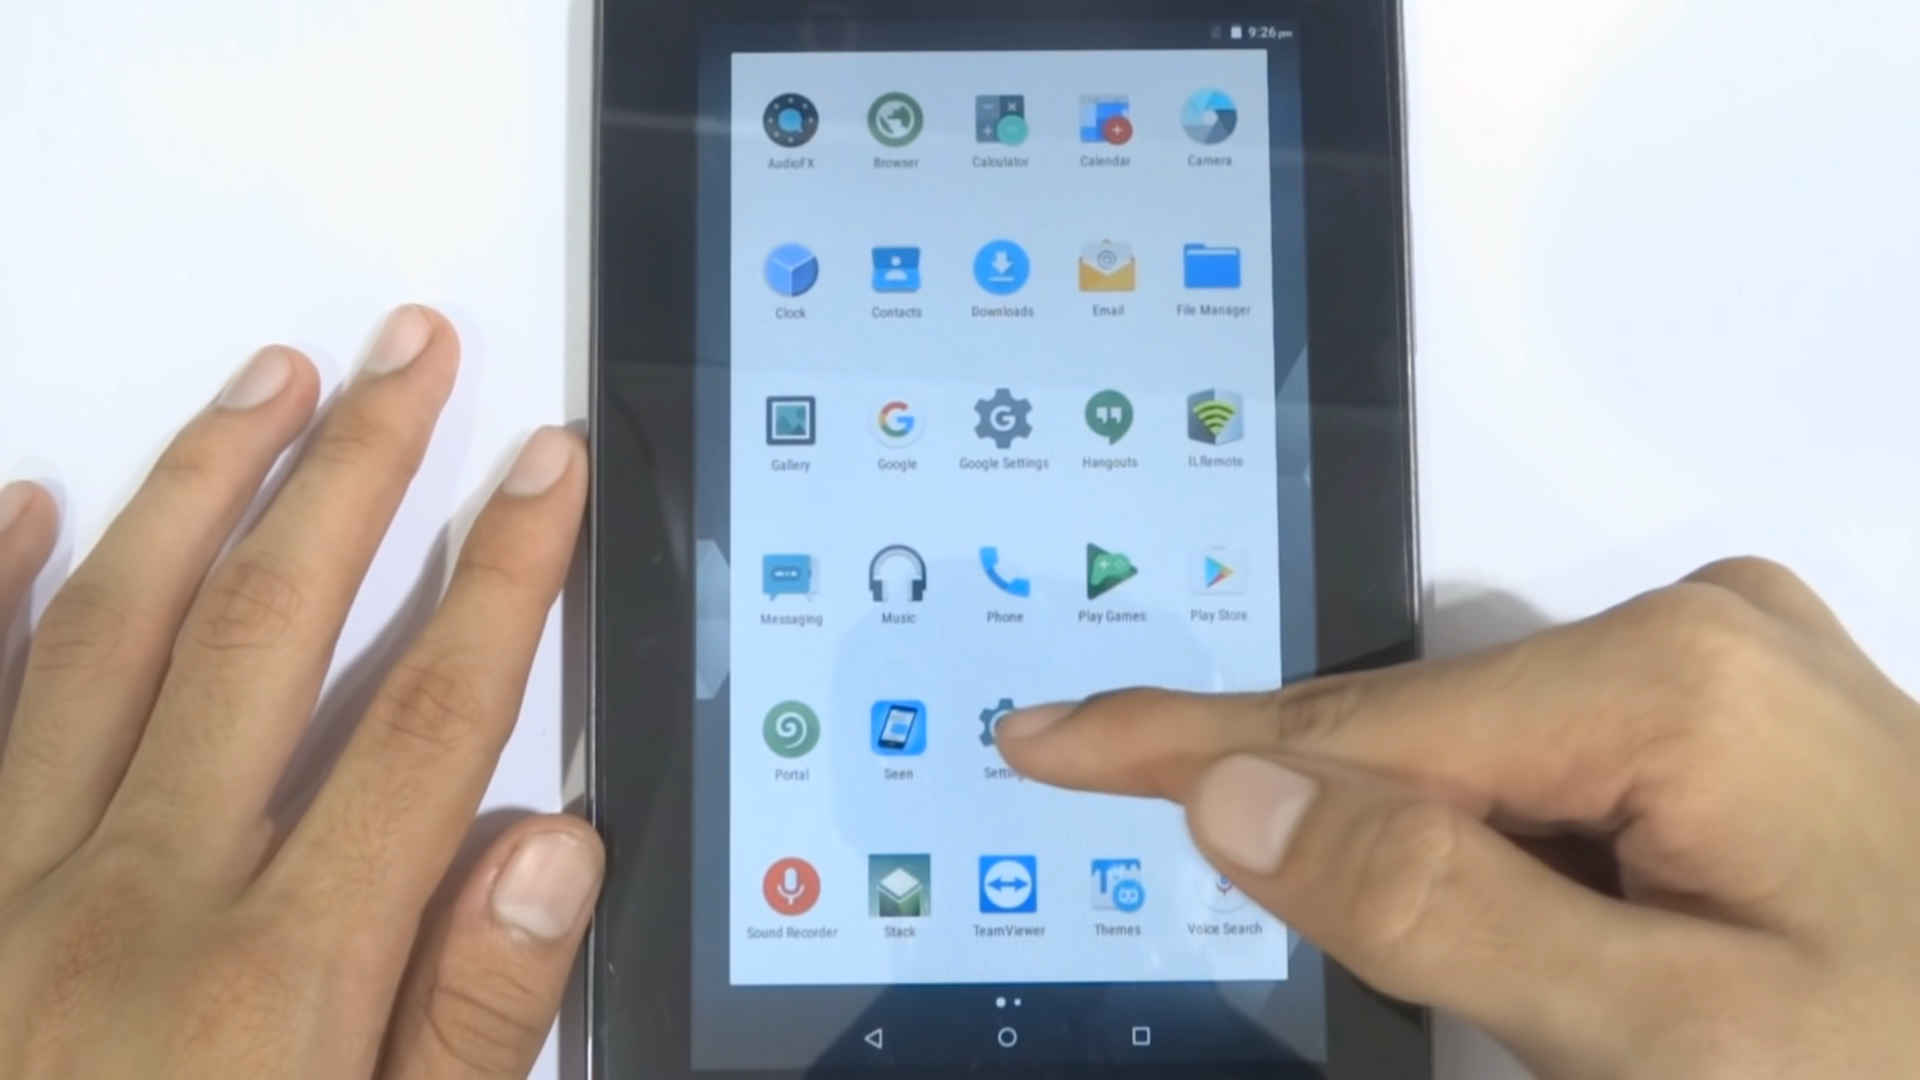 9:26 pm
AudioFX Browser Calculator Calendar Camera
Clock Contacts Downloads Email File Manager
Gallery Google Google Settings Hangouts ILRemote
Messaging Music Phone Play Games Play Store
Portal Seen
Sound Recorder Stack TeamViewer Themes Voice Search